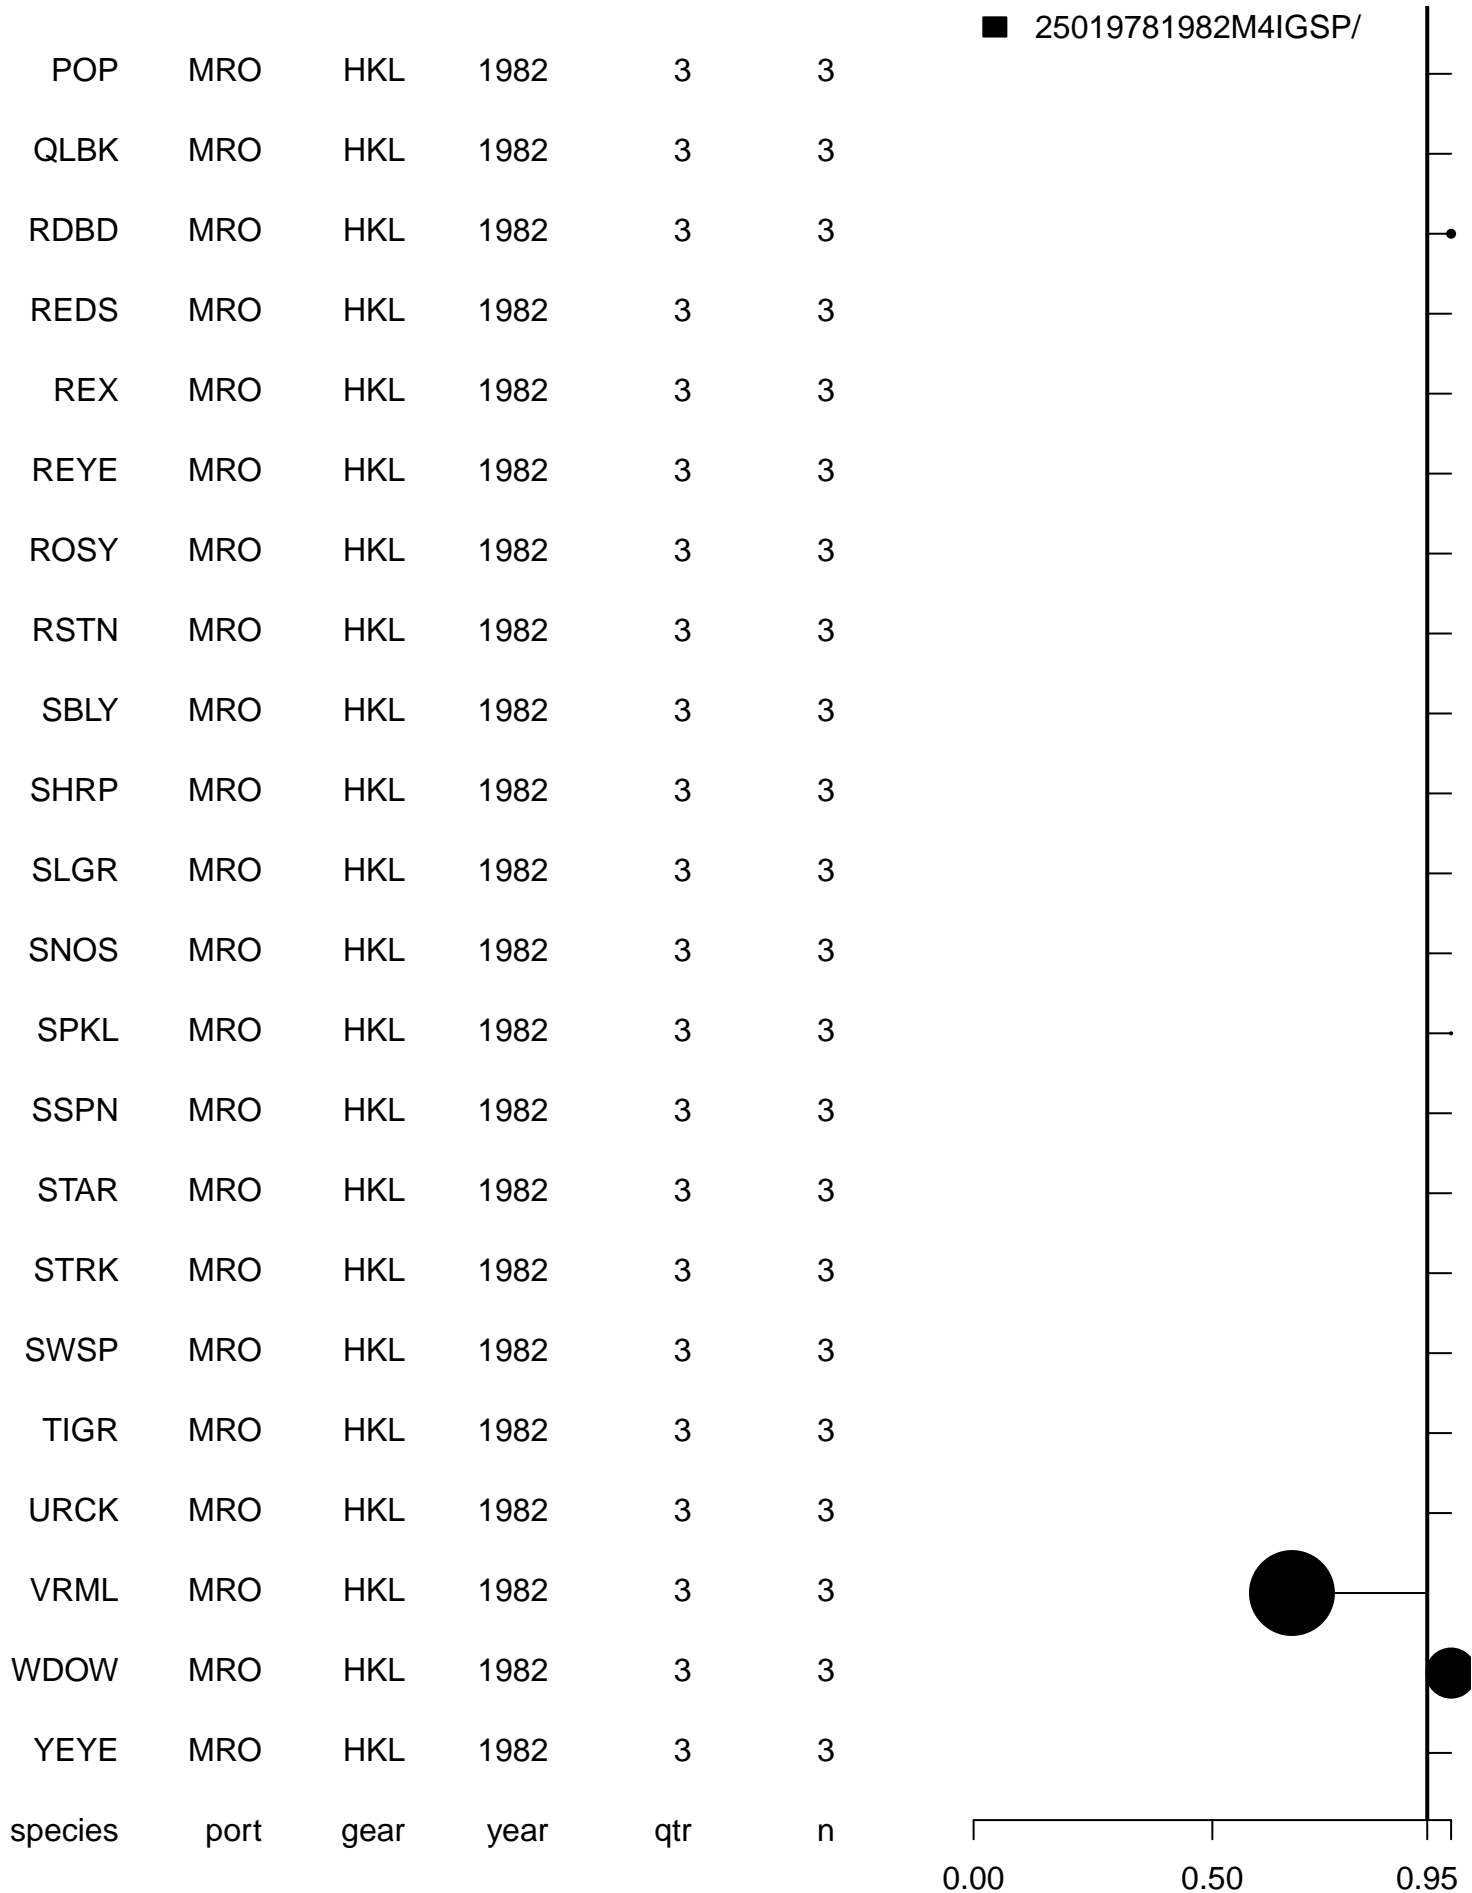 25019781982M4IGSP/
POP MRO HKL 1982 3 3
QLBK MRO HKL 1982 3 3
RDBD MRO HKL 1982 3 3
REDS MRO HKL 1982 3 3
REX MRO HKL 1982 3 3
REYE MRO HKL 1982 3 3
ROSY MRO HKL 1982 3 3
RSTN MRO HKL 1982 3 3
SBLY MRO HKL 1982 3 3
SHRP MRO HKL 1982 3 3
SLGR MRO HKL 1982 3 3
SNOS MRO HKL 1982 3 3
SPKL MRO HKL 1982 3 3
SSPN MRO HKL 1982 3 3
STAR MRO HKL 1982 3 3
STRK MRO HKL 1982 3 3
SWSP MRO HKL 1982 3 3
TIGR MRO HKL 1982 3 3
URCK MRO HKL 1982 3 3
VRML MRO HKL 1982 3 3
WDOW MRO HKL 1982 3 3
YEYE MRO HKL 1982 3 3
species port gear year qtr n
0.00 0.50 0.95